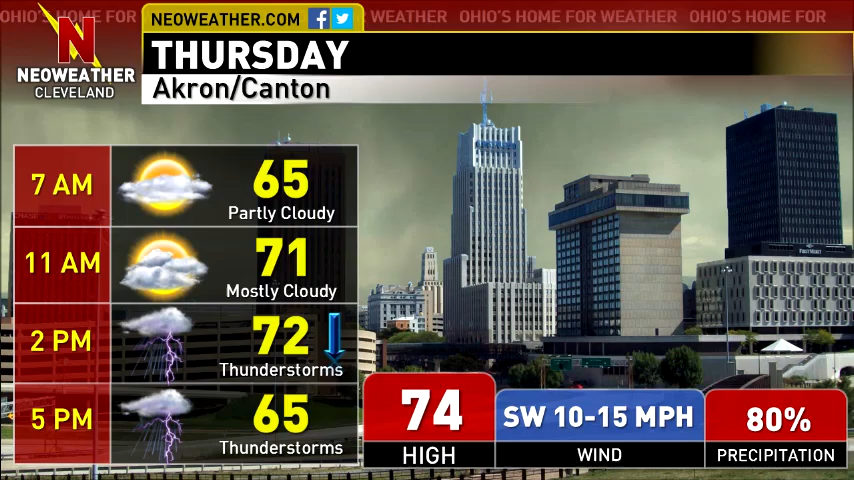 OHIO'S HOME FOR WEATHER OHIO'S HOME FOR WEATHER OHIO'S HOME FOR
NEOWEATHER.COM
N
NEOWEATHER
CLEVELAND
THURSDAY
Akron/Canton
7 AM
65
Partly Cloudy
11 AM
71
Mostly Cloudy
2 PM
72
Thunderstorms
5 PM
65
Thunderstorms
74
HIGH
SW 10-15 MPH
WIND
80%
PRECIPITATION